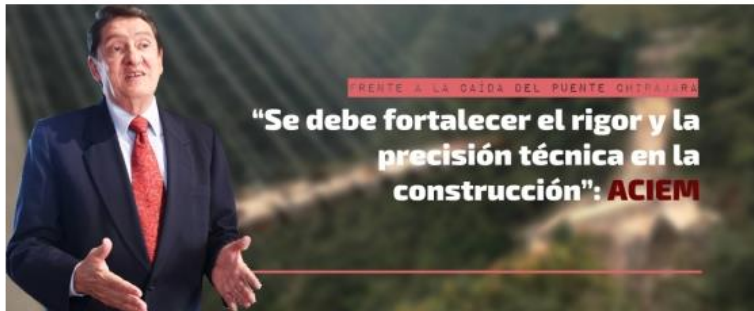 FRENTE A LA CAÍDA DEL PUENTE CHIRAJARA
“Se debe fortalecer el rigor y la
precisión técnica en la
construcción”: ACIEM